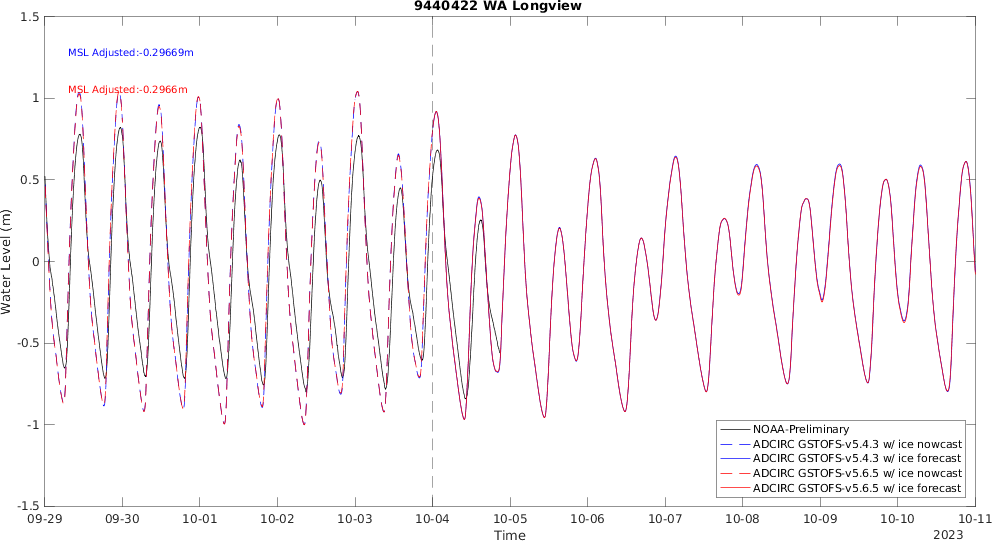 9440422 WA Longview
1.5
MSL Adjusted:-0.29669m
MSL Adjusted:-0.2966m
1
0.5
0
-0.5
-1
-1.5
Water Level (m)
NOAA-Preliminary
ADCIRC GSTOFS-v5.4.3 w/ ice nowcast
ADCIRC GSTOFS-v5.4.3 w/ ice forecast
ADCIRC GSTOFS-v5.6.5 w/ ice nowcast
ADCIRC GSTOFS-v5.6.5 w/ ice forecast
09-29 09-30 10-01 10-02 10-03 10-04 10-05 10-06 10-07 10-08 10-09 10-10 10-11
Time
2023